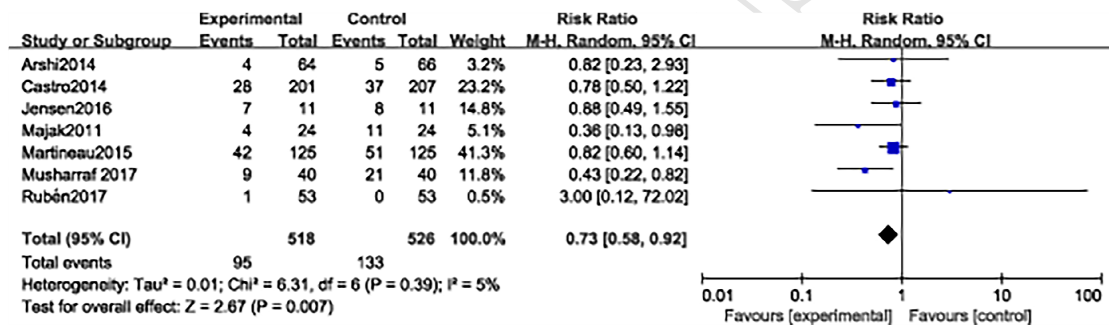 Experimental Control Risk Ratio Risk Ratio
Study or Subgroup Events Total Events Total Weight M-H, Random, 95% CI M-H, Random, 95% CI
Arshi2014 4 64 5 66 3.2% 0.82 [0.23, 2.93]
Castro2014 28 201 37 207 23.2% 0.78 [0.50, 1.22]
Jensen2016 7 11 8 11 14.8% 0.88 [0.49, 1.55]
Majak2011 4 24 11 24 5.1% 0.36 [0.13, 0.98]
Martineau2015 42 125 51 125 41.3% 0.82 [0.60, 1.14]
Musharraf 2017 9 40 21 40 11.8% 0.43 [0.22, 0.82]
Rubén2017 1 53 0 53 0.5% 3.00 [0.12, 72.02]
Total (95% CI) 518 526 100.0% 0.73 [0.58, 0.92]
Total events 95 133
Heterogeneity: Tau² = 0.01; Chi² = 6.31, df = 6 (P = 0.39); I² = 5%
Test for overall effect: Z = 2.67 (P = 0.007)
0.01 0.1 1 10 100
Favours [experimental] Favours [control]